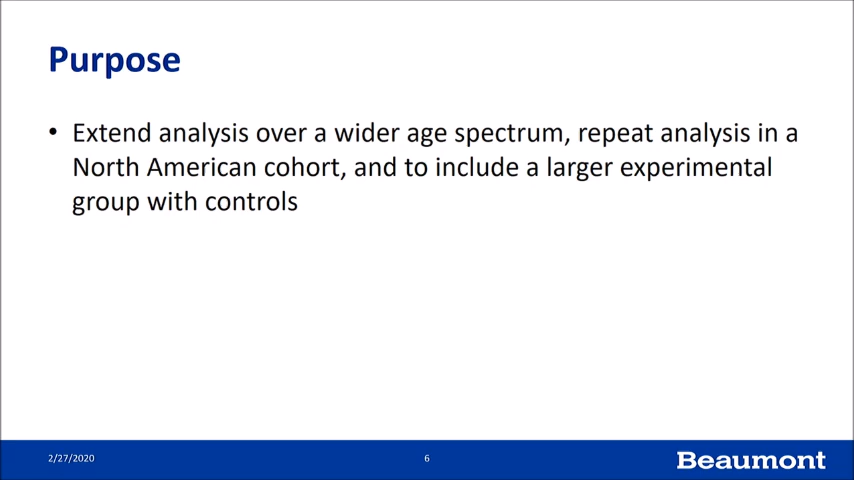 Purpose
• Extend analysis over a wider age spectrum, repeat analysis in a
North American cohort, and to include a larger experimental
group with controls
2/27/2020
6
Beaumont